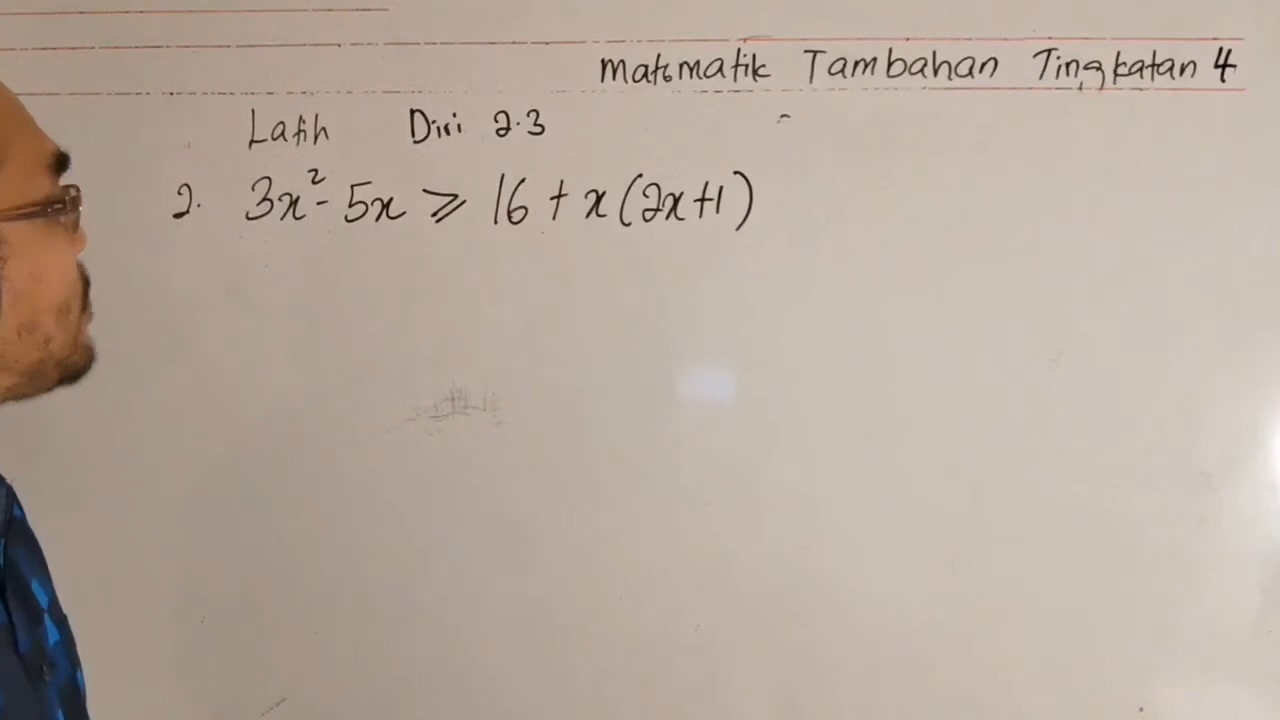 Matematik Tambahan Tingkatan 4
Latih Diri 2.3
2. 3x² - 5x ⩾ 16 + x(2x+1)